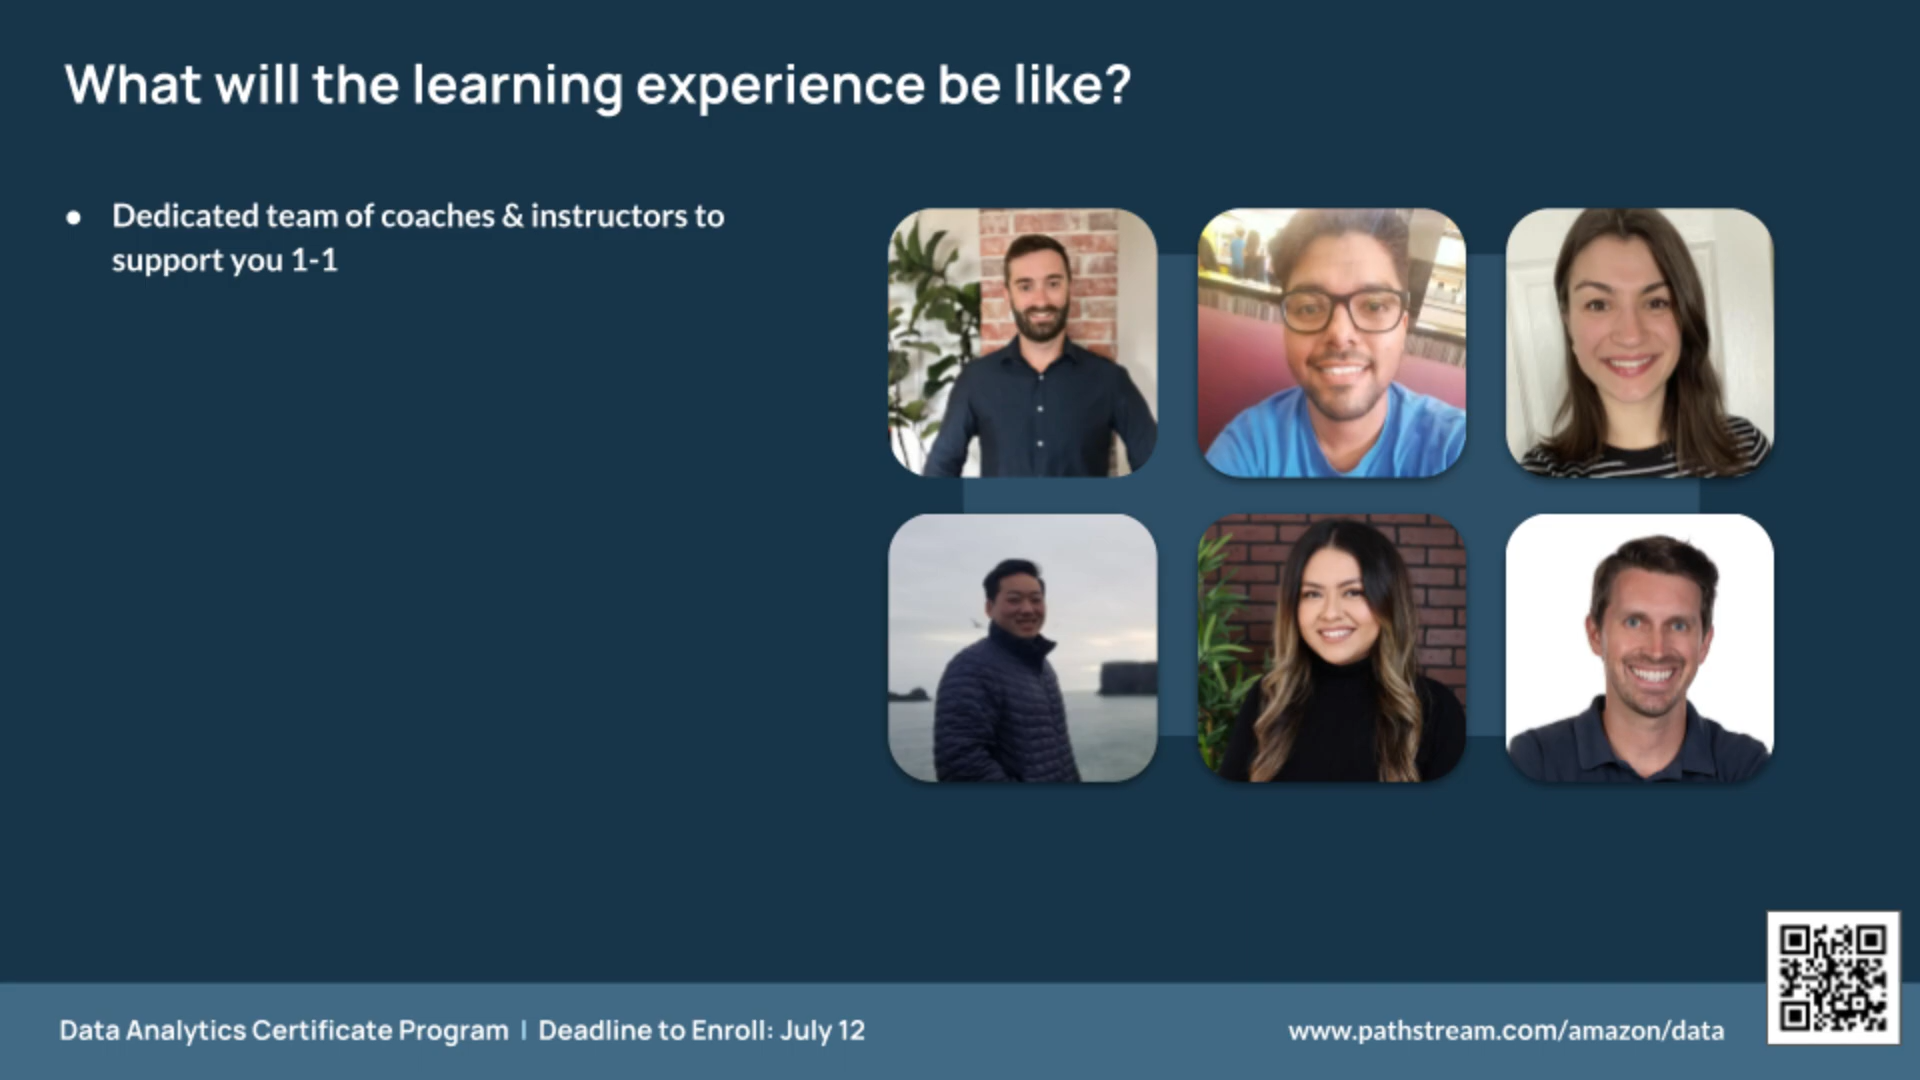 What will the learning experience be like?
● Dedicated team of coaches & instructors to
support you 1-1
Data Analytics Certificate Program | Deadline to Enroll: July 12
www.pathstream.com/amazon/data